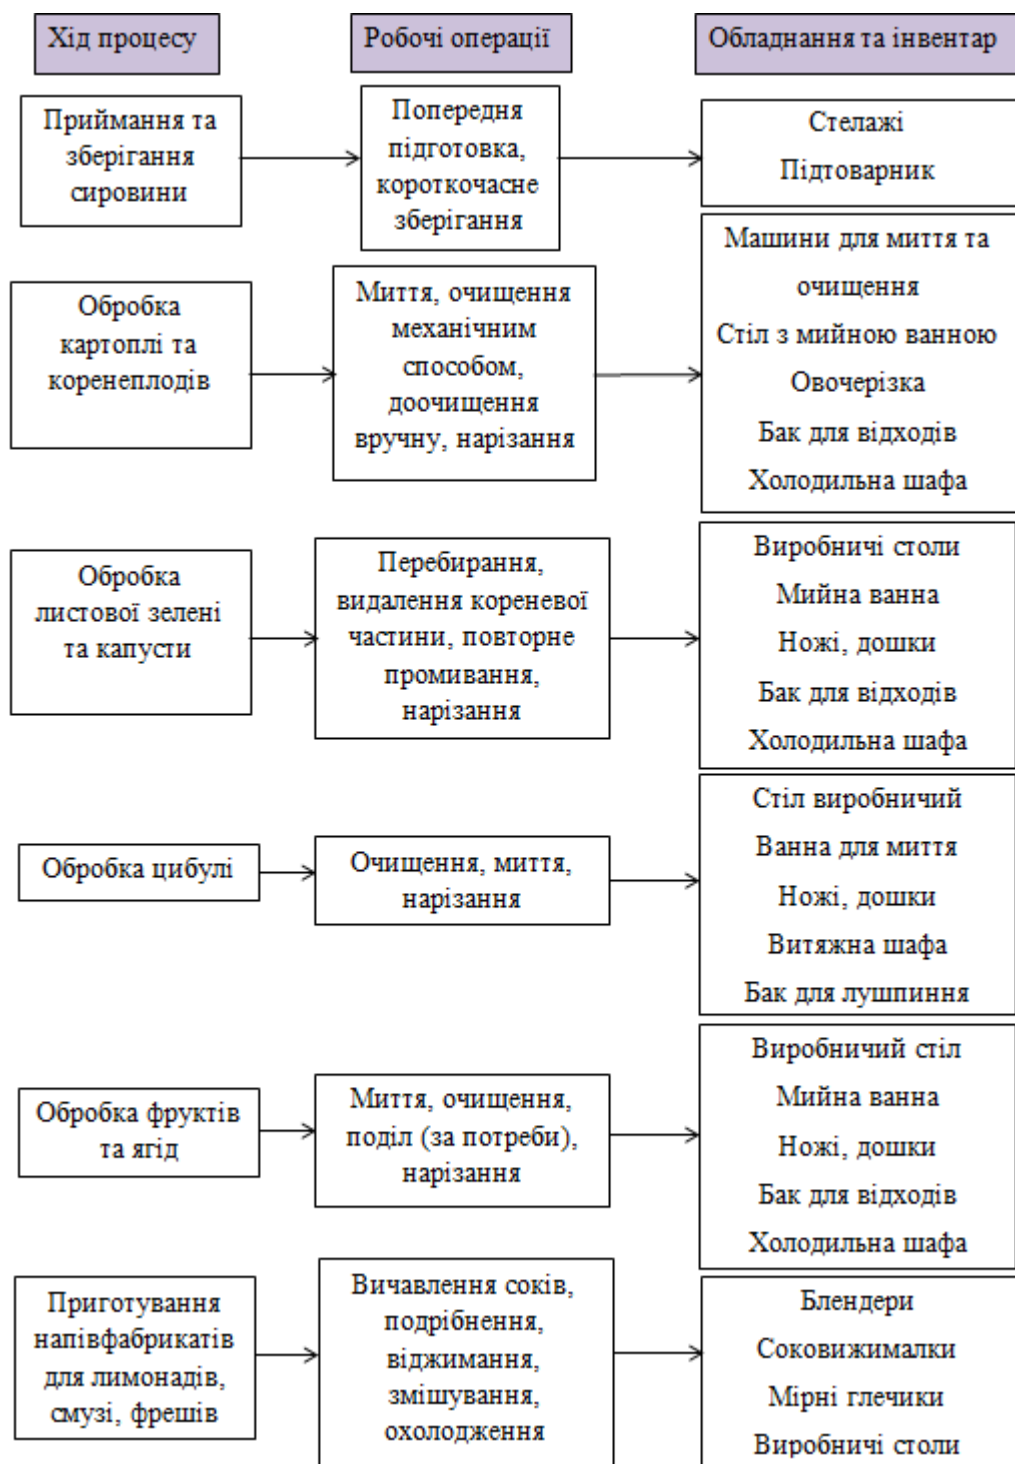 Хід процесу
Робочі операції
Обладнання та інвентар
Приймання та
зберігання
сировини
Попередня
підготовка,
короткочасне
зберігання
Стелажі
Підтоварник
Обробка
картоплі та
коренеплодів
Миття, очищення
механічним
способом,
доочищення
вручну, нарізання
Машини для миття та
очищення
Стіл з мийною ванною
Овочерізка
Бак для відходів
Холодильна шафа
Обробка
листової зелені
та капусти
Перебирання,
видалення кореневої
частини, повторне
промивання,
нарізання
Виробничі столи
Мийна ванна
Ножі, дошки
Бак для відходів
Холодильна шафа
Обробка цибулі
Очищення, миття,
нарізання
Стіл виробничий
Ванна для миття
Ножі, дошки
Витяжна шафа
Бак для лушпиння
Обробка фруктів
та ягід
Миття, очищення,
поділ (за потреби),
нарізання
Виробничий стіл
Мийна ванна
Ножі, дошки
Бак для відходів
Холодильна шафа
Приготування
напівфабрикатів
для лимонадів,
смузі, фрешів
Вичавлення соків,
подрібнення,
віджимання,
змішування,
охолодження
Блендери
Соковижималки
Мірні глечики
Виробничі столи